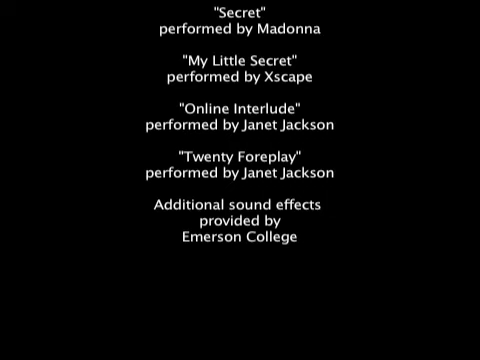 "Secret"
performed by Madonna
"My Little Secret"
performed by Xscape
"Online Interlude"
performed by Janet Jackson
"Twenty Foreplay"
performed by Janet Jackson
Additional sound effects
provided by
Emerson College